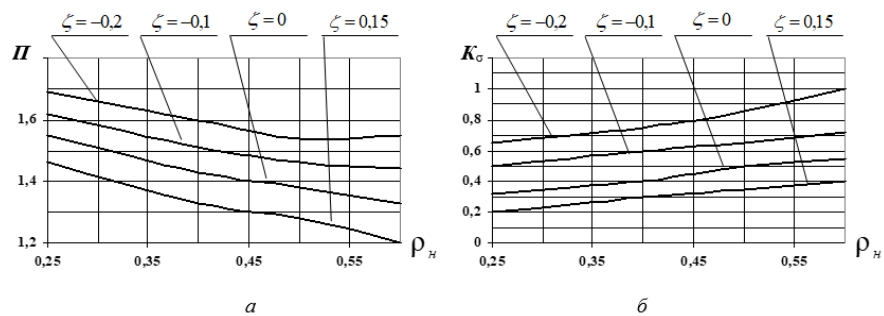 ζ = −0,2 ζ = −0,1 ζ = 0 ζ = 0,15
П
1,6
1,4
1,2
0,25 0,35 0,45 0,55
ρн
а
ζ = −0,2 ζ = −0,1 ζ = 0 ζ = 0,15
Kσ
1
0,8
0,6
0,4
0,2
0
0,25 0,35 0,45 0,55
ρн
б